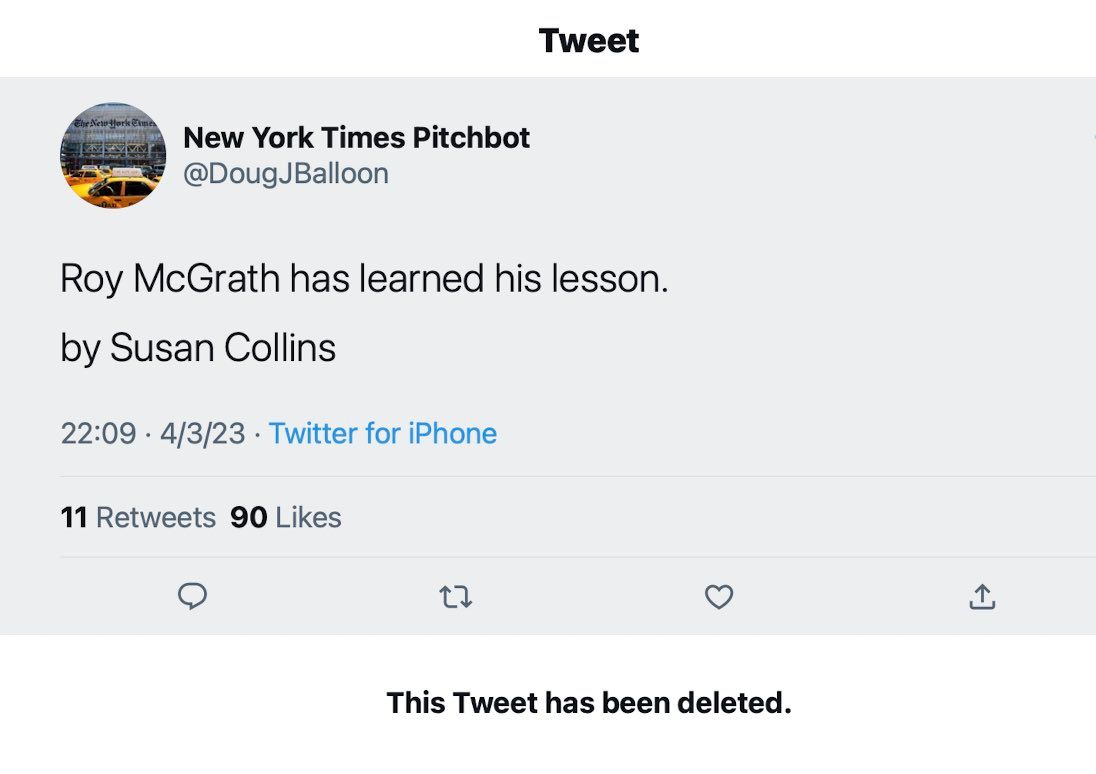 Tweet
The New York Times
New York Times Pitchbot
@DougJBalloon
Roy McGrath has learned his lesson.
by Susan Collins
22:09 · 4/3/23 · Twitter for iPhone
11 Retweets 90 Likes
This Tweet has been deleted.